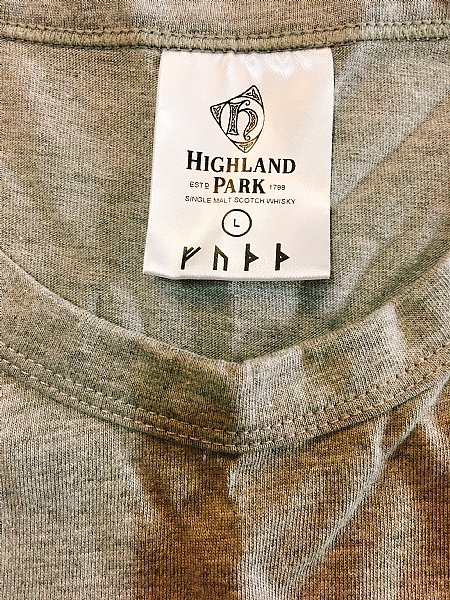 H
HIGHLAND
ESTD PARK 1798
SINGLE MALT SCOTCH WHISKY
L
ᚠ ᚢ ᚦ ᚦ